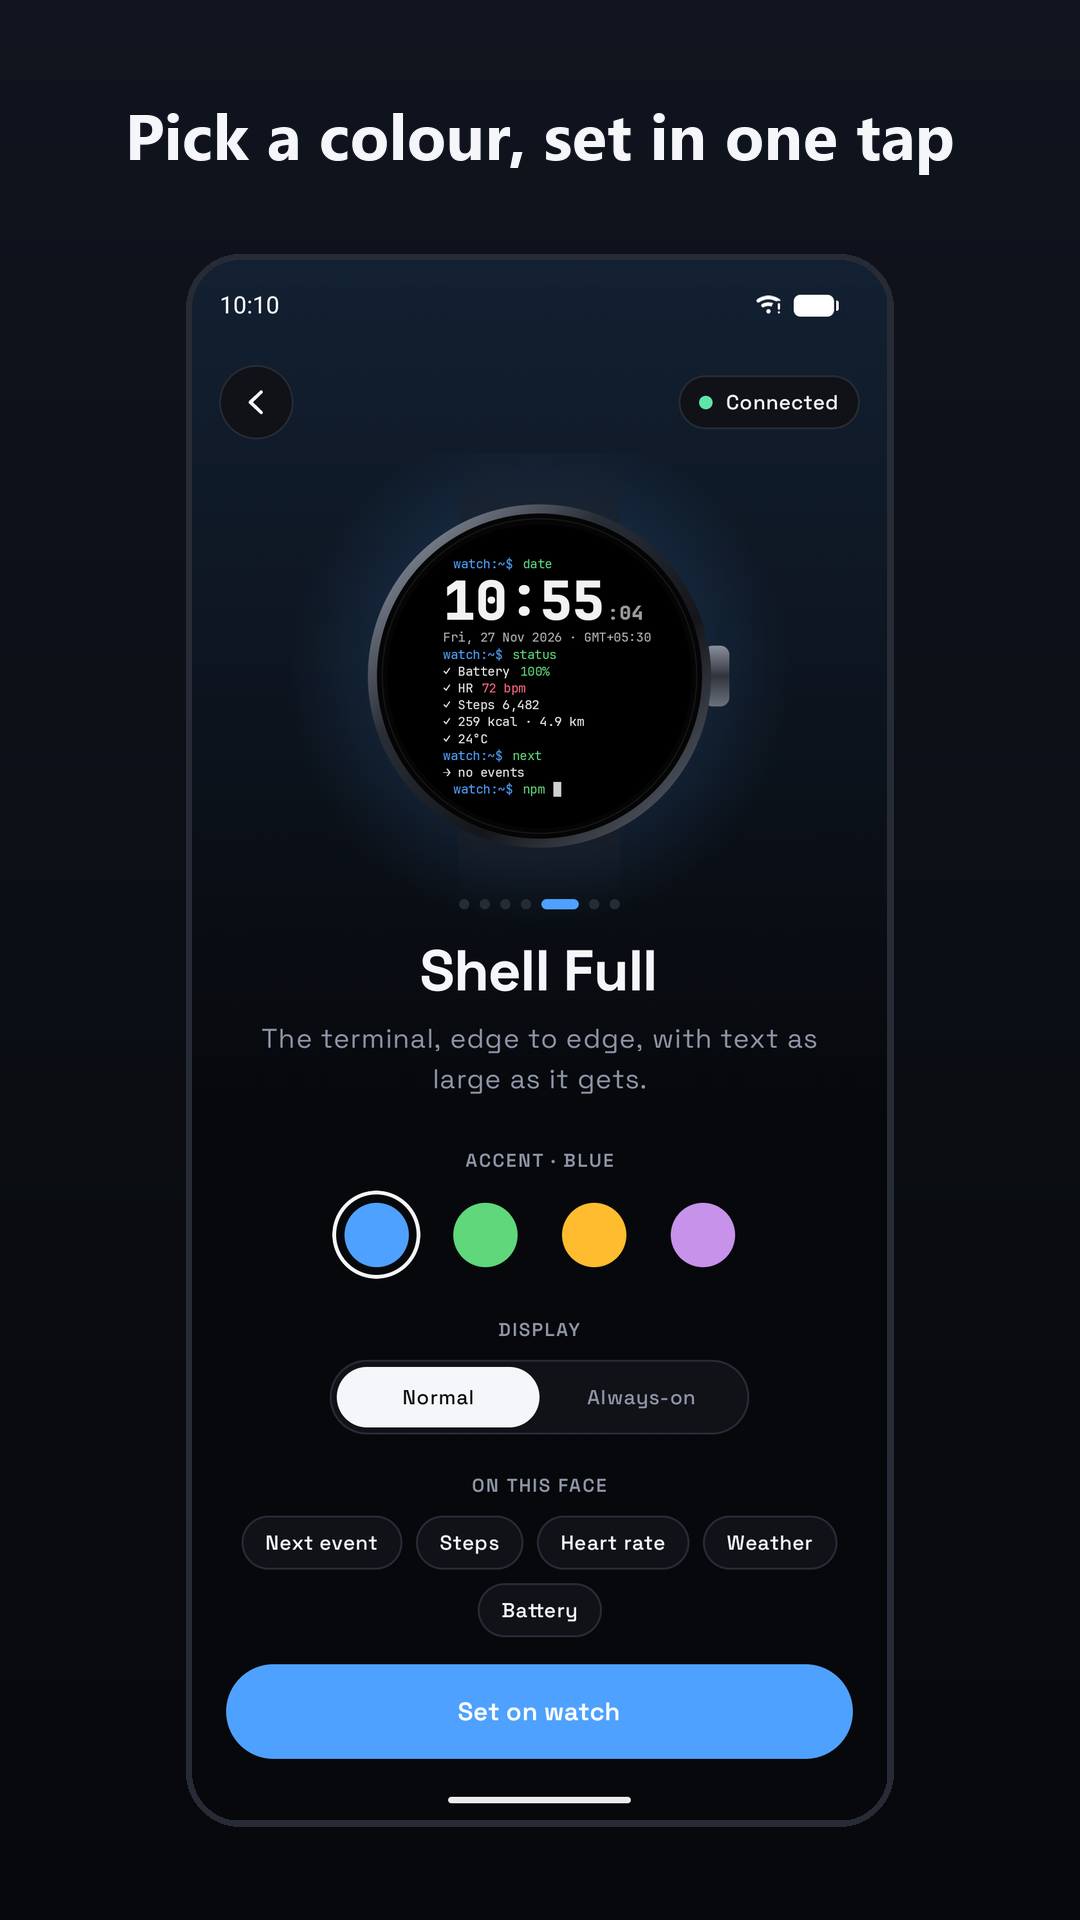 Pick a colour, set in one tap
10:10
Connected
watch:~$ date
10:55:04
Fri, 27 Nov 2026 · GMT+05:30
watch:~$ status
✓ Battery 100%
✓ HR 72 bpm
✓ Steps 6,482
✓ 259 kcal · 4.9 km
✓ 24°C
watch:~$ next
→ no events
watch:~$ npm
Shell Full
The terminal, edge to edge, with text as
large as it gets.
ACCENT · BLUE
DISPLAY
Normal Always-on
ON THIS FACE
Next event Steps Heart rate Weather
Battery
Set on watch